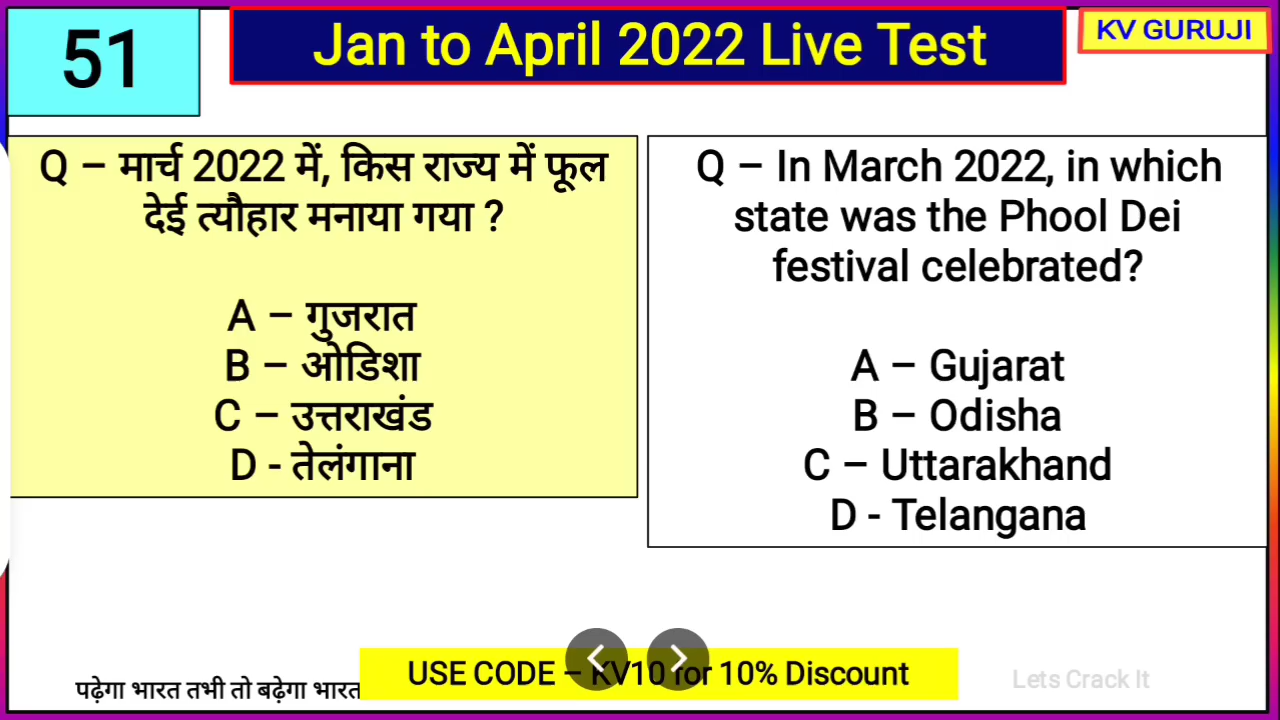 51
Jan to April 2022 Live Test
KV GURUJI
Q – मार्च 2022 में, किस राज्य में फूल
देई त्यौहार मनाया गया ?
A – गुजरात
B – ओडिशा
C – उत्तराखंड
D - तेलंगाना
Q – In March 2022, in which
state was the Phool Dei
festival celebrated?
A – Gujarat
B – Odisha
C – Uttarakhand
D - Telangana
पढ़ेगा भारत तभी तो बढ़ेगा भारत
USE CODE – KV10 for 10% Discount
Lets Crack It